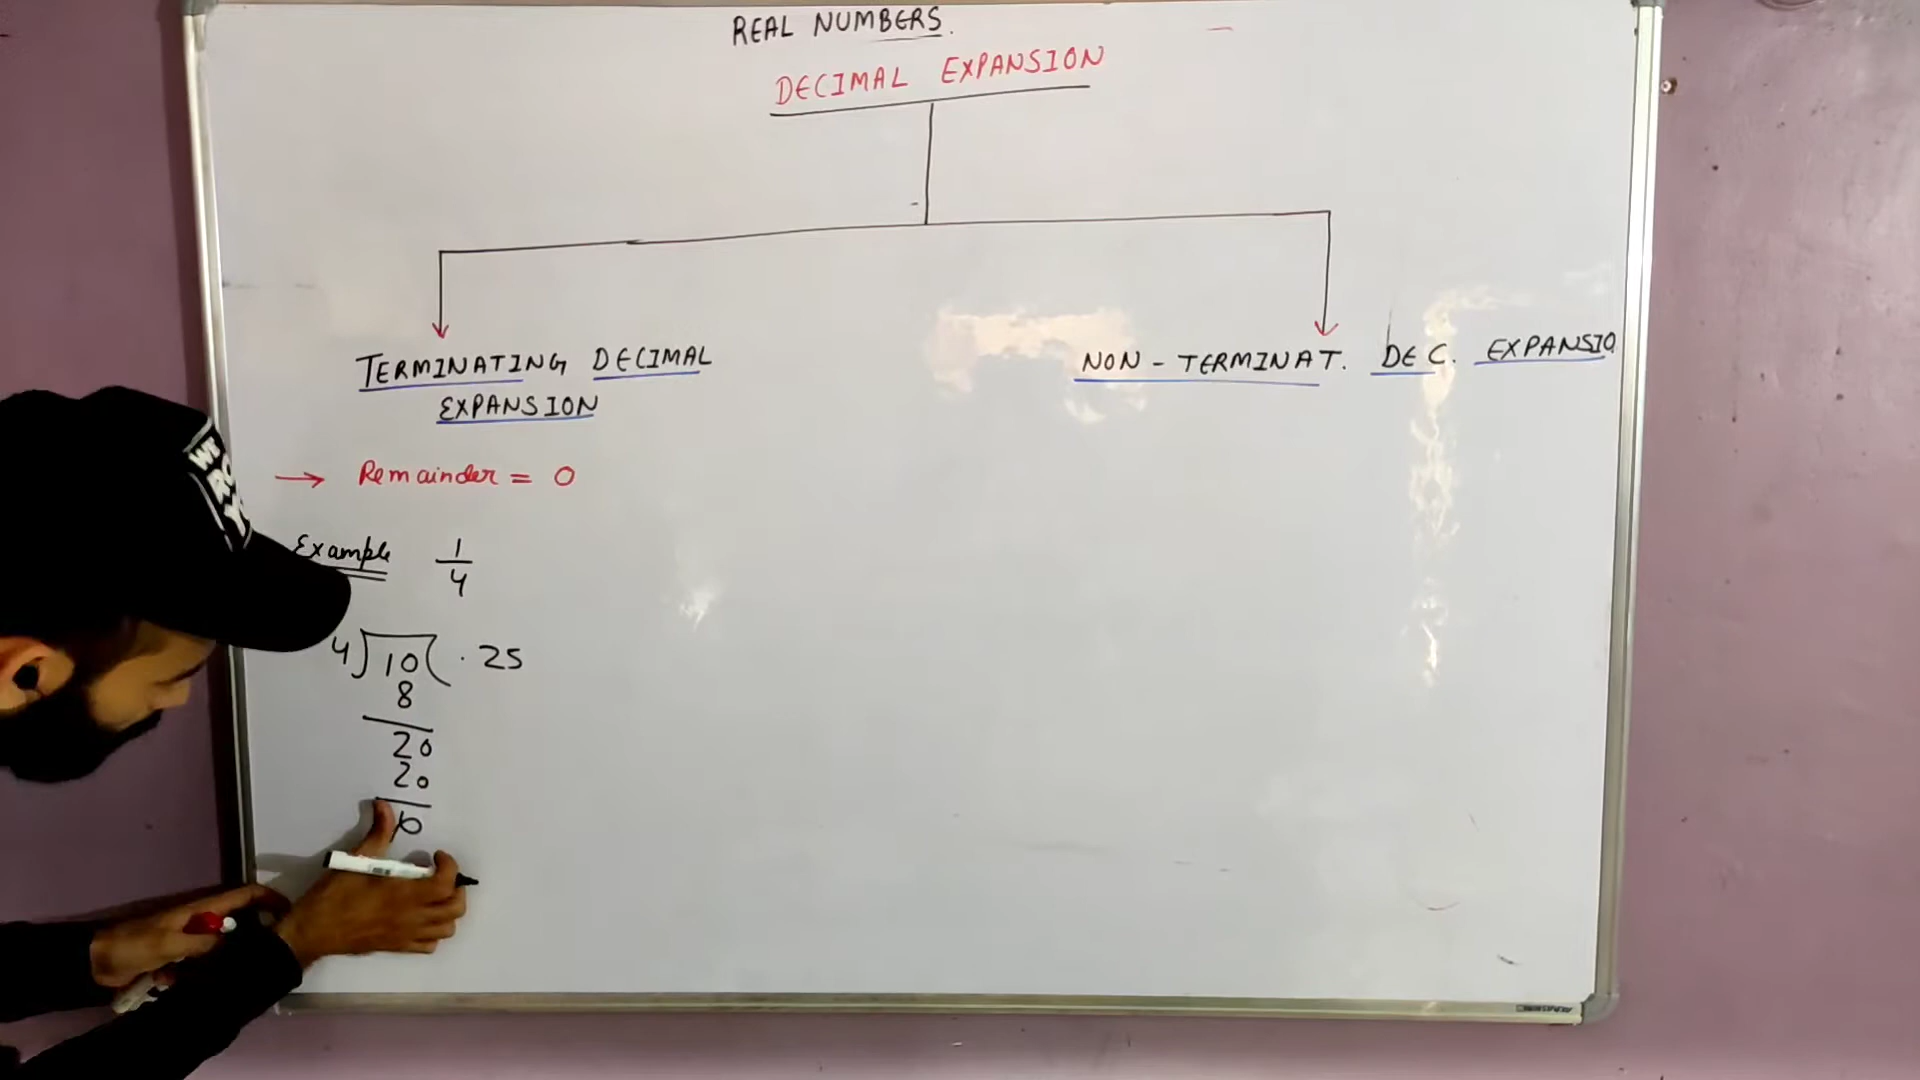 REAL NUMBERS.
DECIMAL EXPANSION
TERMINATING DECIMAL
EXPANSION
NON - TERMINAT. DEC. EXPANSIO
→ Remainder = 0
Example 1/4
4)10( . 25
8
20
20
0
WE